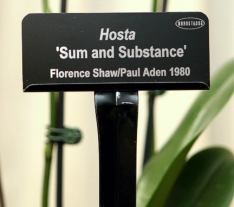 Hosta
'Sum and Substance'
Florence Shaw/Paul Aden 1980